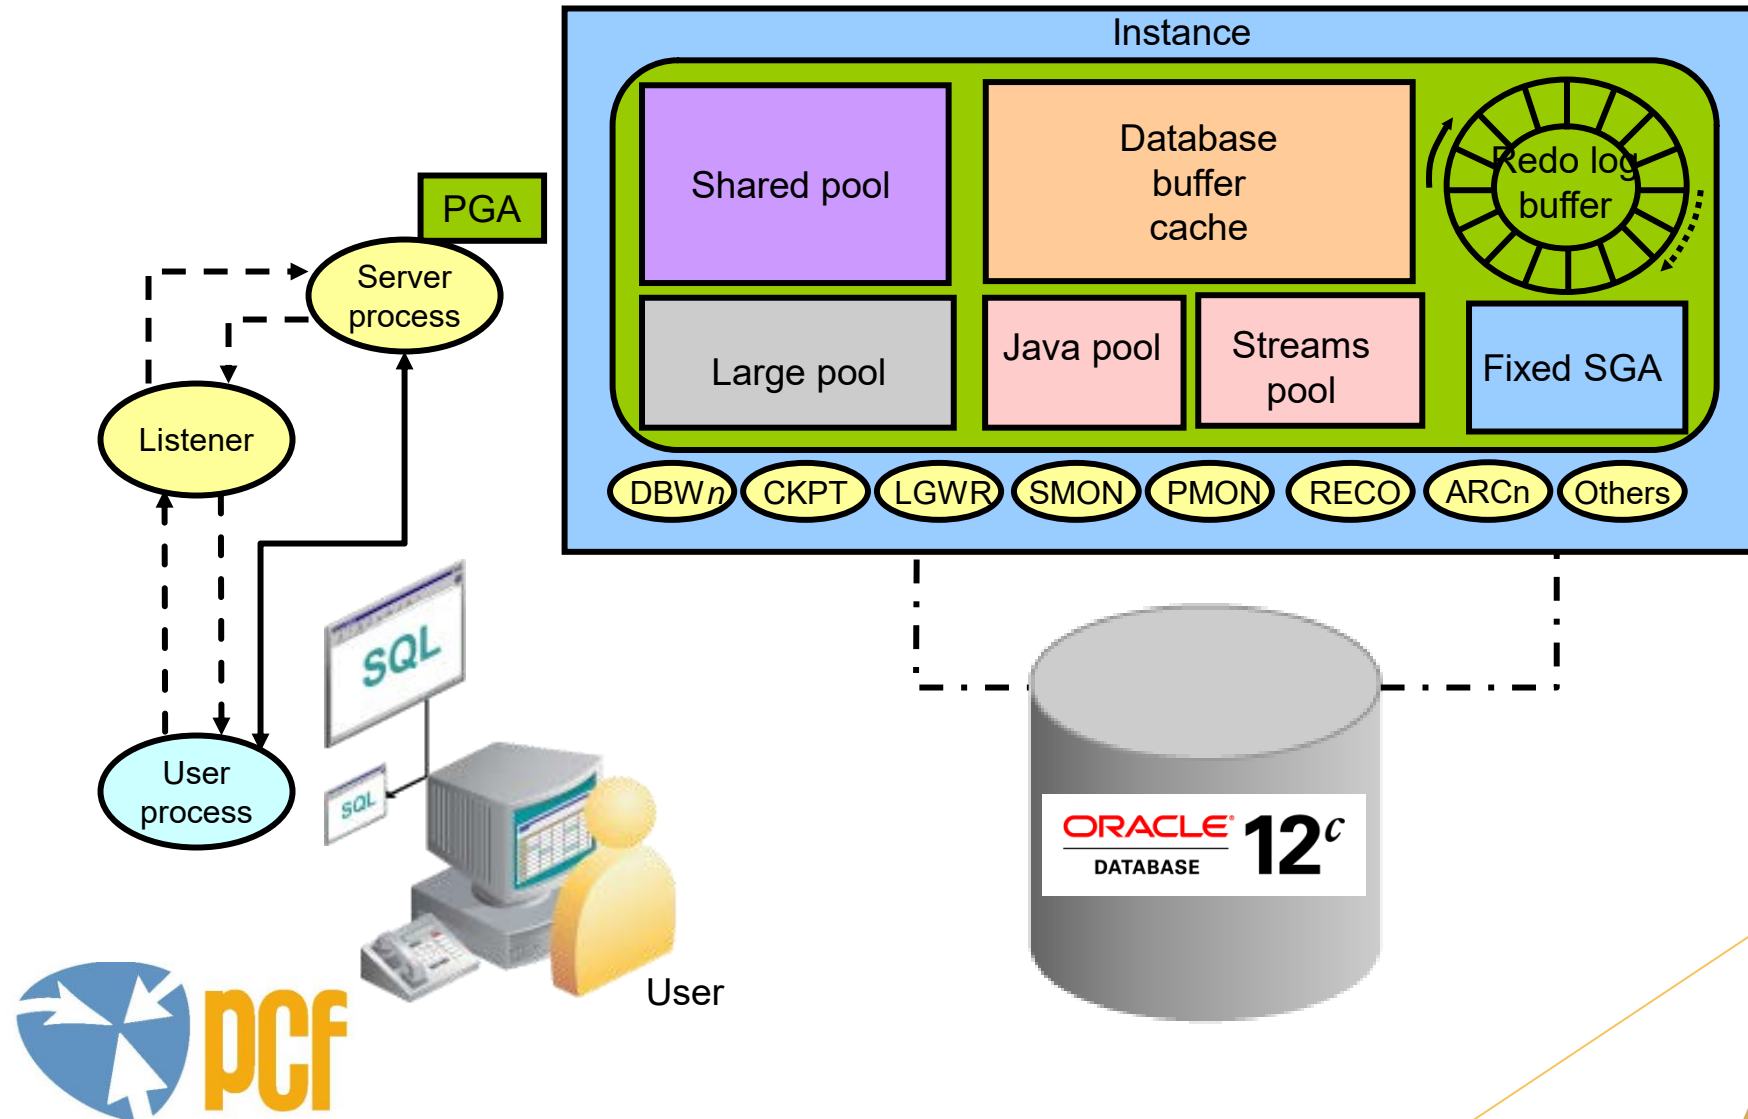 Instance
Shared pool
Database
buffer
cache
Redo log
buffer
PGA
Server
process
Large pool
Java pool
Streams
pool
Fixed SGA
Listener
DBWn
CKPT
LGWR
SMON
PMON
RECO
ARCn
Others
SQL
SQL
User
process
ORACLE
DATABASE
12c
User
pcf